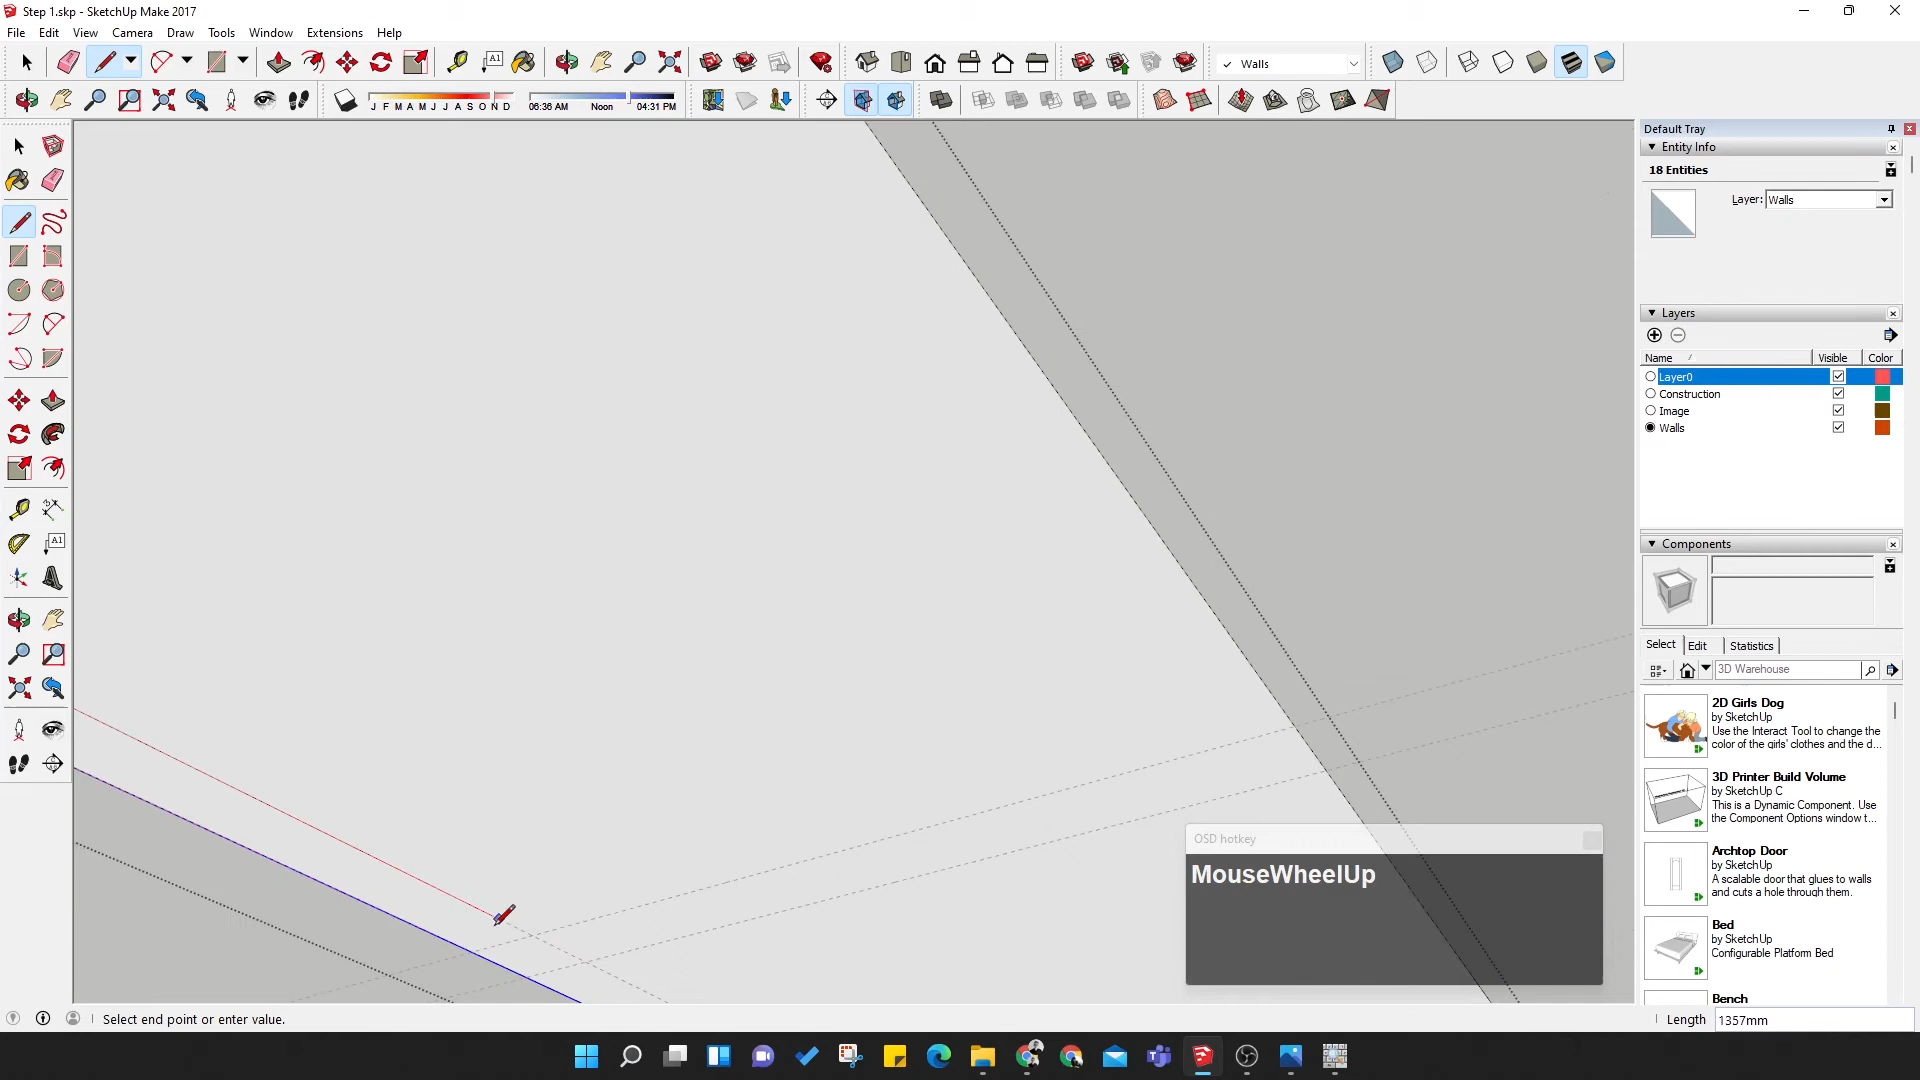 Step 1.skp - SketchUp Make 2017
File Edit View Camera Draw Tools Window Extensions Help
A1
Walls
J F M A M J J A S O N D
06:36 AM Noon 04:31 PM
A1
Default Tray
Entity Info
18 Entities
Layer: Walls
Layers
Name Visible Color
Layer0
Construction
Image
Walls
Components
Select Edit Statistics
3D Warehouse
2D Girls Dog
by SketchUp
Use the Interact Tool to change the
color of the girls' clothes and the d...
3D Printer Build Volume
by SketchUp C
This is a Dynamic Component. Use
the Component Options window t...
Archtop Door
by SketchUp
A scalable door that glues to walls
and cuts a hole through them.
Bed
by SketchUp
Configurable Platform Bed
Bench
OSD hotkey
MouseWheelUp
Select end point or enter value.
Length 1357mm